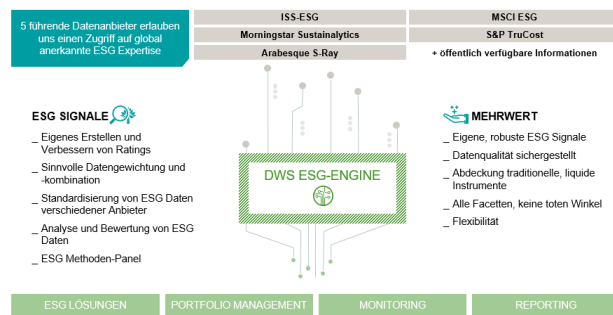 5 führende Datenanbieter erlauben
uns einen Zugriff auf global
anerkannte ESG Expertise
ISS-ESG
MSCI ESG
Morningstar Sustainalytics
S&P TruCost
Arabesque S-Ray
+ öffentlich verfügbare Informationen
ESG SIGNALE
_ Eigenes Erstellen und
Verbessern von Ratings
_ Sinnvolle Datengewichtung und
-kombination
_ Standardisierung von ESG Daten
verschiedener Anbieter
_ Analyse und Bewertung von ESG
Daten
_ ESG Methoden-Panel
DWS ESG-ENGINE
MEHRWERT
_ Eigene, robuste ESG Signale
_ Datenqualität sichergestellt
_ Abdeckung traditionelle, liquide
Instrumente
_ Alle Facetten, keine toten Winkel
_ Flexibilität
ESG LÖSUNGEN
PORTFOLIO MANAGEMENT
MONITORING
REPORTING